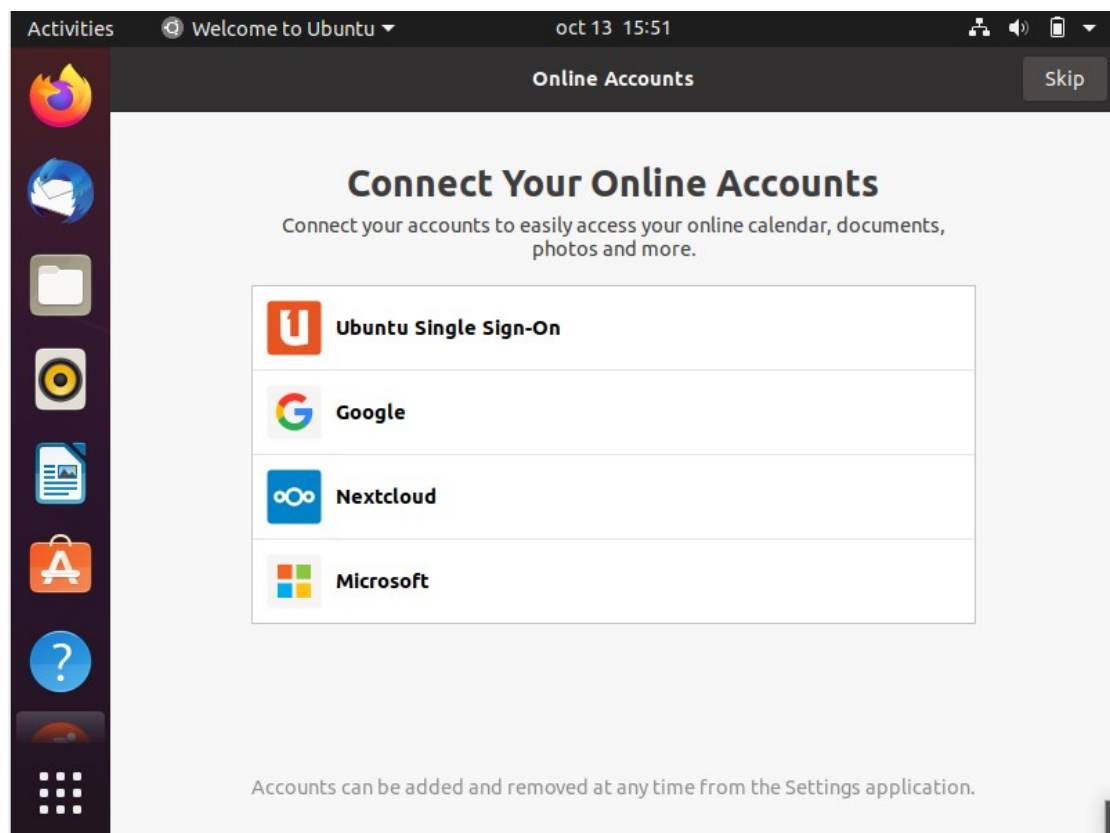 Activities
Welcome to Ubuntu
oct 13 15:51
Online Accounts
Skip
Connect Your Online Accounts
Connect your accounts to easily access your online calendar, documents,
photos and more.
Ubuntu Single Sign-On
Google
Nextcloud
Microsoft
Accounts can be added and removed at any time from the Settings application.